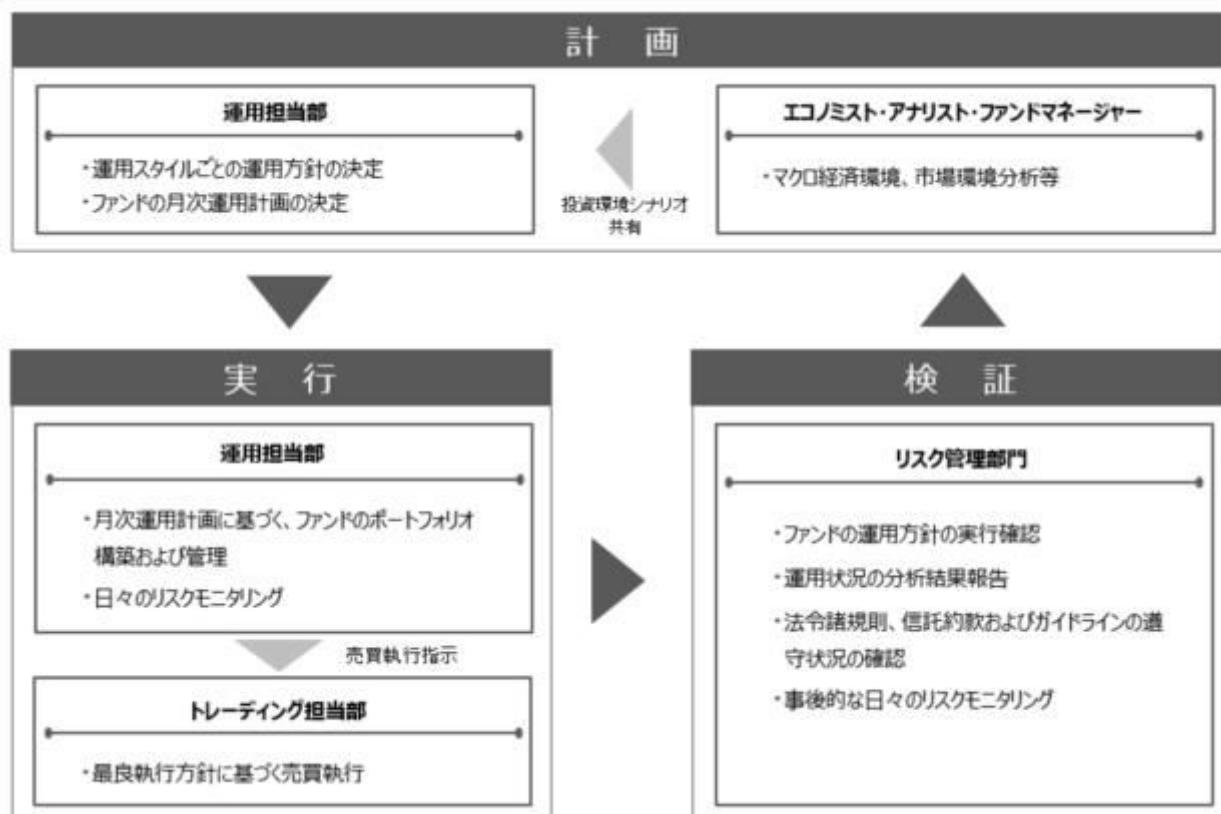 計 画
運用担当部
・運用スタイルごとの運用方針の決定
・ファンドの月次運用計画の決定
投資環境シナリオ
共有
エコノミスト・アナリスト・ファンドマネージャー
・マクロ経済環境、市場環境分析等
実 行
運用担当部
・月次運用計画に基づく、ファンドのポートフォリオ
構築および管理
・日々のリスクモニタリング
売買執行指示
トレーディング担当部
・最良執行方針に基づく売買執行
検 証
リスク管理部門
・ファンドの運用方針の実行確認
・運用状況の分析結果報告
・法令諸規則、信託約款およびガイドラインの遵
守状況の確認
・事後的な日々のリスクモニタリング